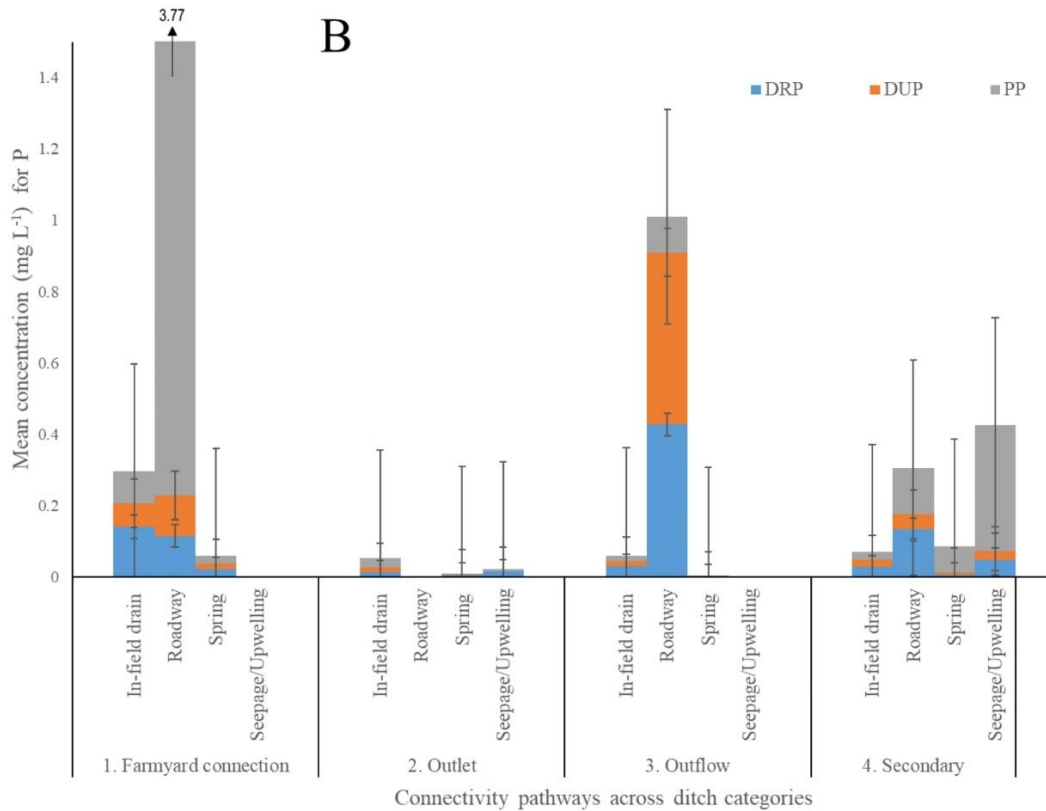 3.77
B
DRP DUP PP
Mean concentration (mg L⁻¹) for P
1.4
1.2
1
0.8
0.6
0.4
0.2
0
In-field drain
Roadway
Spring
Seepage/Upwelling
In-field drain
Roadway
Spring
Seepage/Upwelling
In-field drain
Roadway
Spring
Seepage/Upwelling
In-field drain
Roadway
Spring
Seepage/Upwelling
1. Farmyard connection
2. Outlet
3. Outflow
4. Secondary
Connectivity pathways across ditch categories